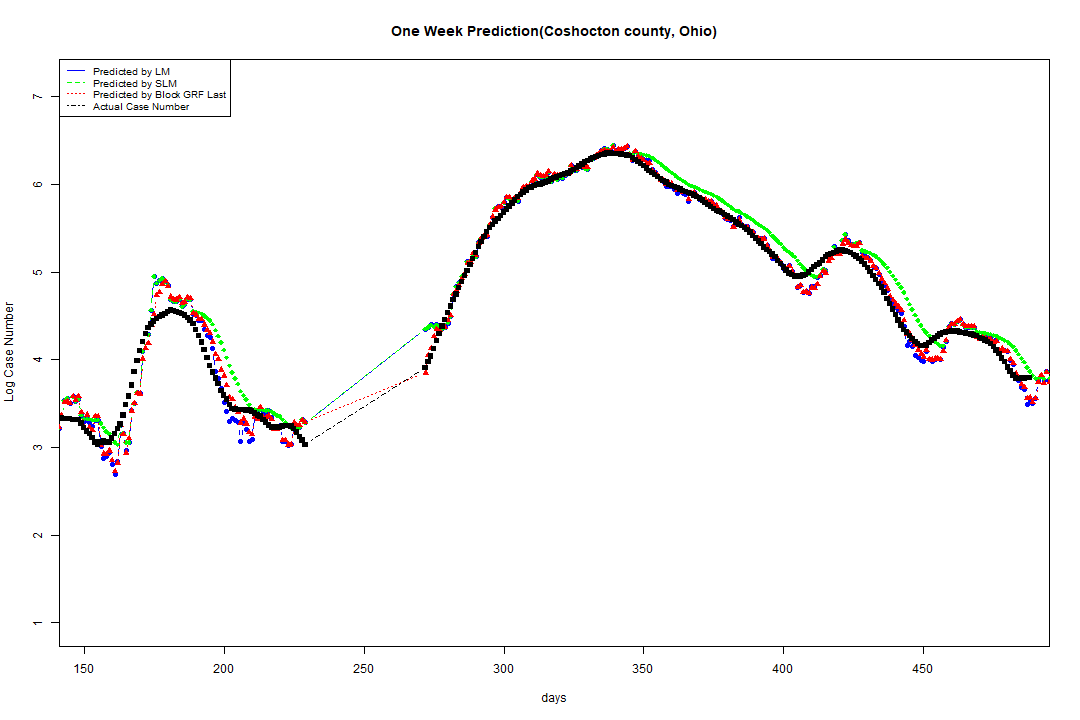 One Week Prediction(Coshocton county, Ohio)
Predicted by LM
Predicted by SLM
Predicted by Block GRF Last
Actual Case Number
7
6
5
4
3
2
1
Log Case Number
150 200 250 300 350 400 450
days